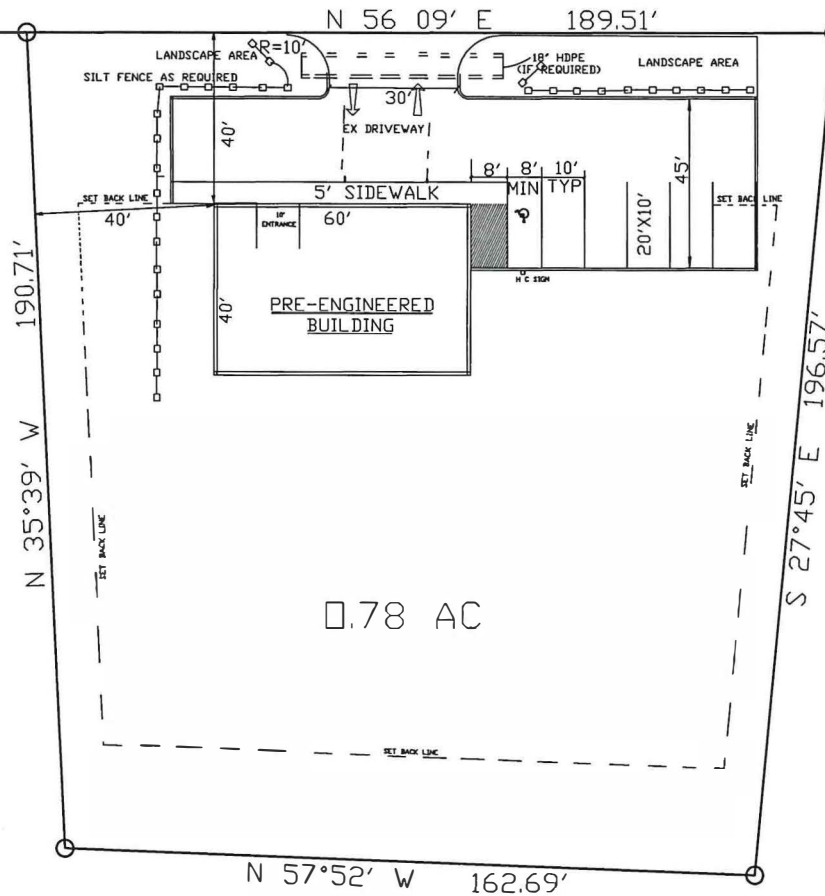 N 56 09' E 189.51'
LANDSCAPE AREA
R=10'
18' HDPE
(IF REQUIRED)
LANDSCAPE AREA
SILT FENCE AS REQUIRED
30'
40'
EX DRIVEWAY
45'
8' 8' 10'
MIN TYP
5' SIDEWALK
SET BACK LINE
SET BACK LINE
40'
10'
ENTRANCE
60'
20'X10'
H C SIGN
190.71'
40'
PRE-ENGINEERED
BUILDING
196.57'
N 35°39' W
SET BACK LINE
S 27°45' E
SET BACK LINE
0.78 AC
SET BACK LINE
N 57°52' W 162.69'